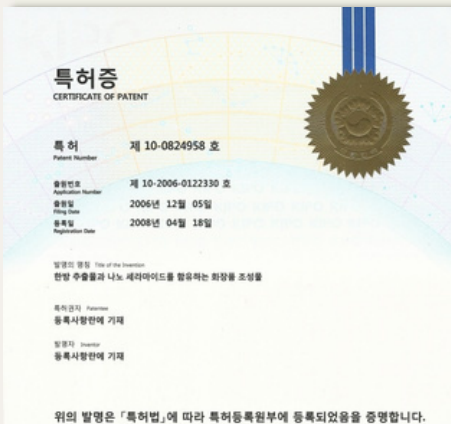 특허증
CERTIFICATE OF PATENT
특 허 제 10-0824958 호
Patent Number
출원번호 제 10-2006-0122330 호
Application Number
출원일 2006년 12월 05일
Filing Date
등록일 2008년 04월 18일
Registration Date
발명의 명칭 Title of the Invention
한방 추출물과 나노 세라마이드를 함유하는 화장용 조성물
특허권자 Patentee
등록사항란에 기재
발명자 Inventor
등록사항란에 기재
위의 발명은 「특허법」에 따라 특허등록원부에 등록되었음을 증명합니다.